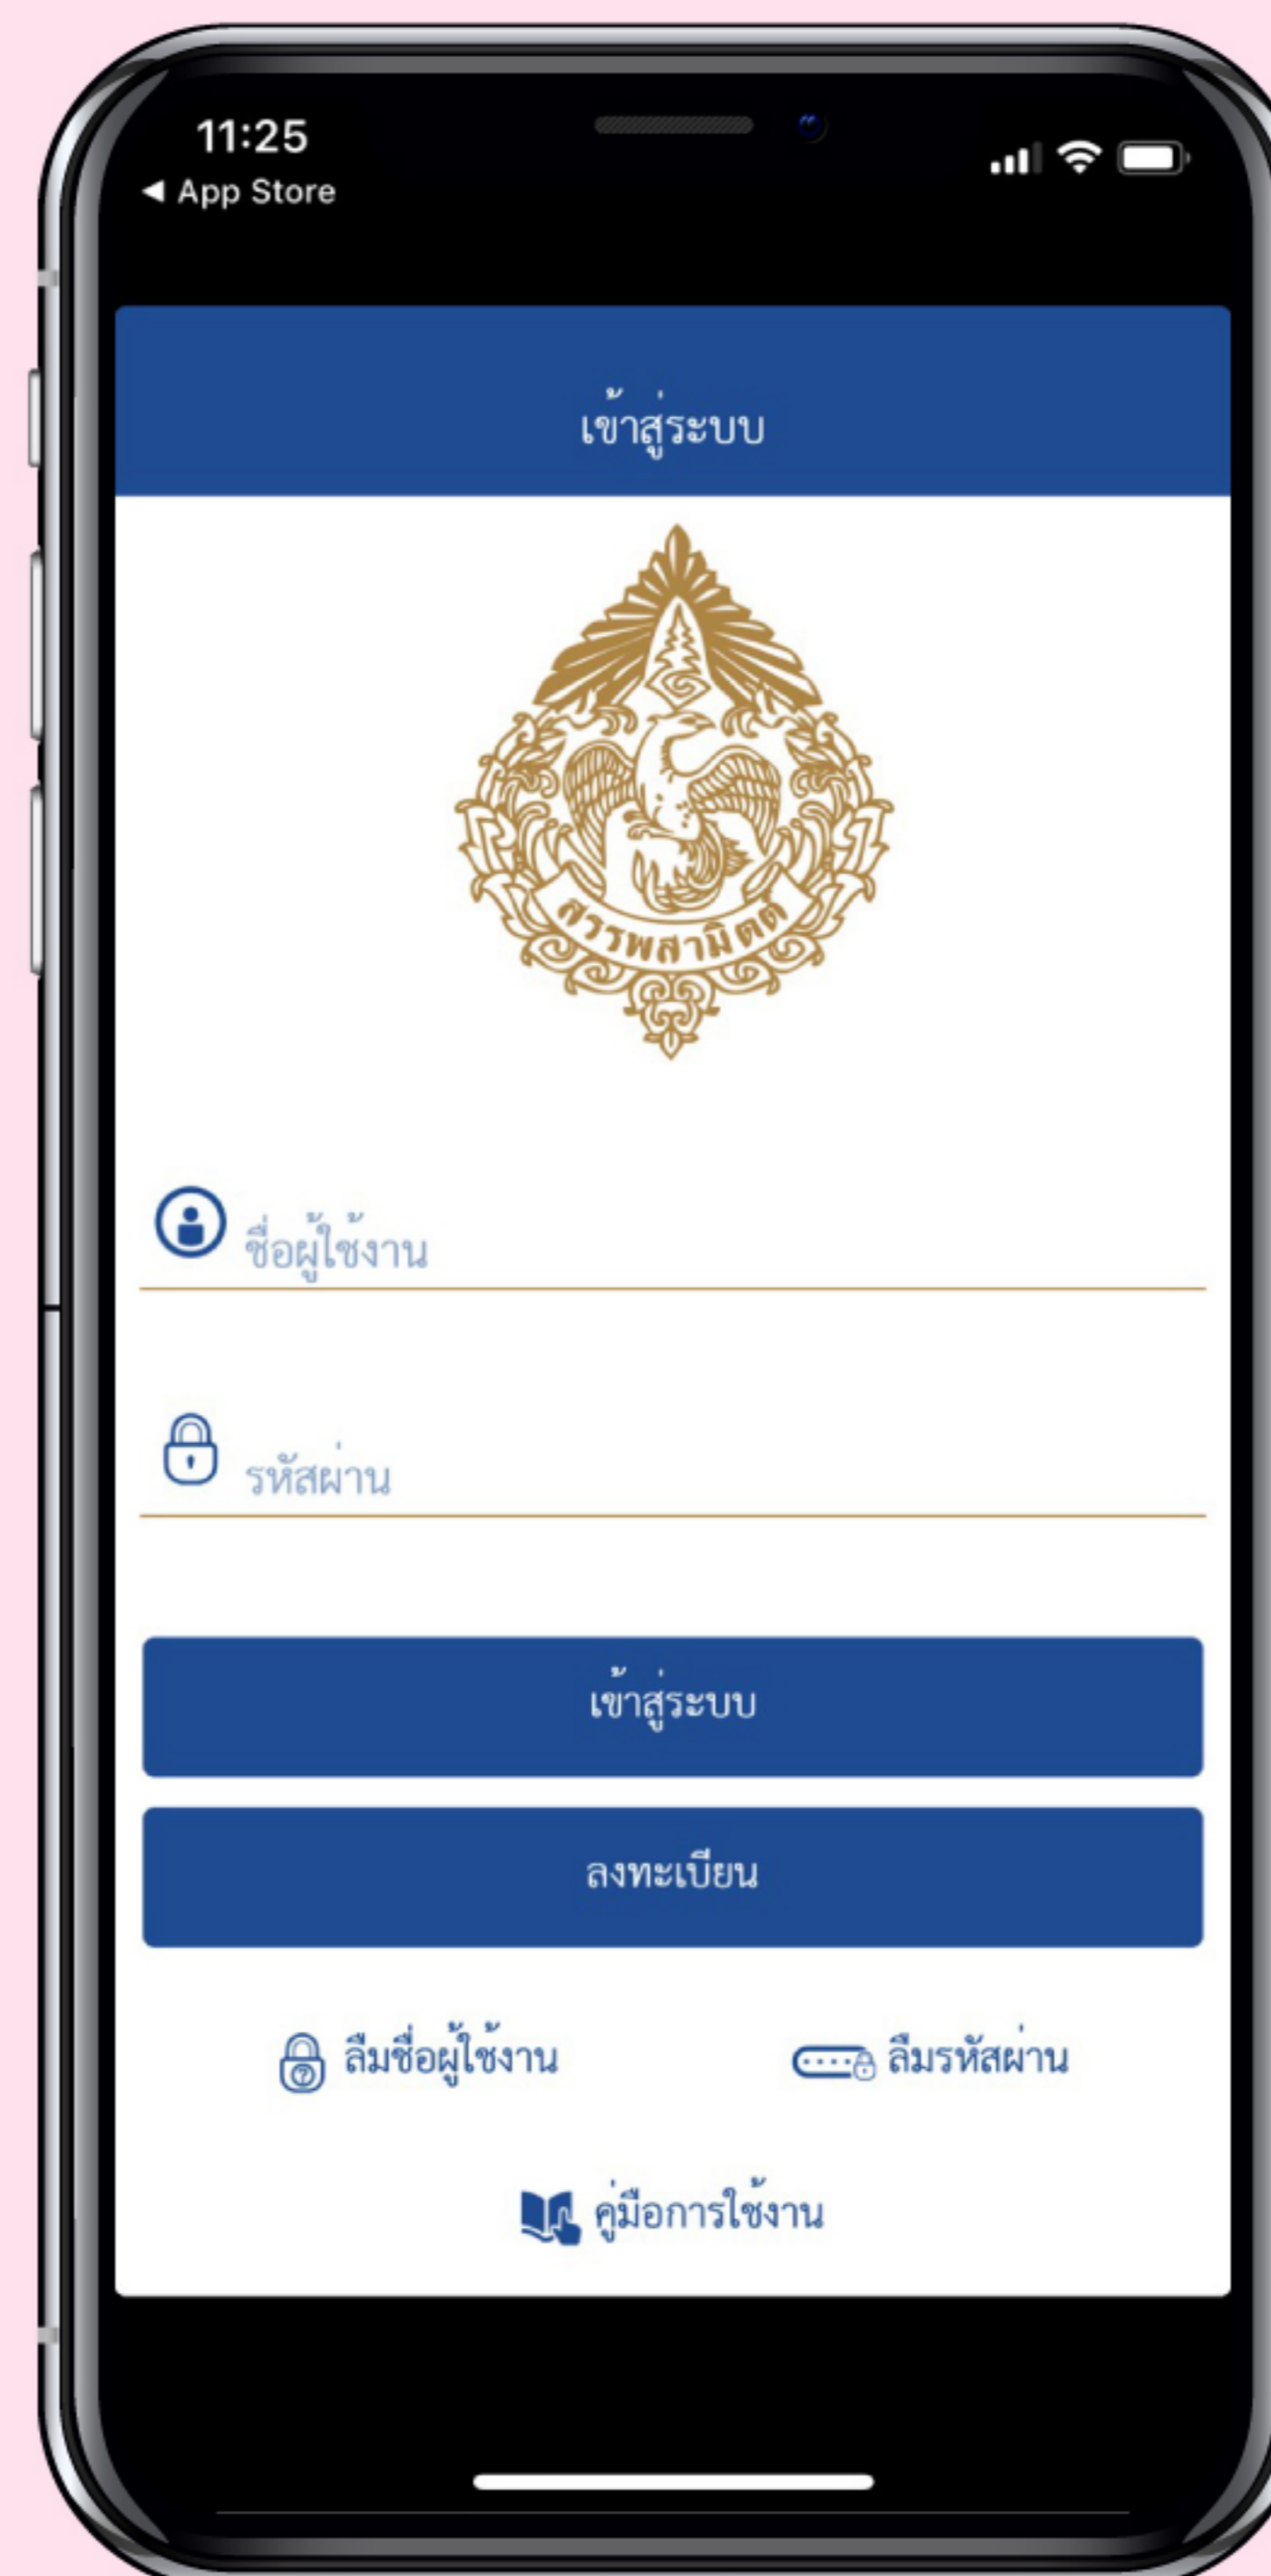 11:25
◀ App Store
เข้าสู่ระบบ
สรรพสามิตต์
ชื่อผู้ใช้งาน
รหัสผ่าน
เข้าสู่ระบบ
ลงทะเบียน
ลืมชื่อผู้ใช้งาน ลืมรหัสผ่าน
คู่มือการใช้งาน